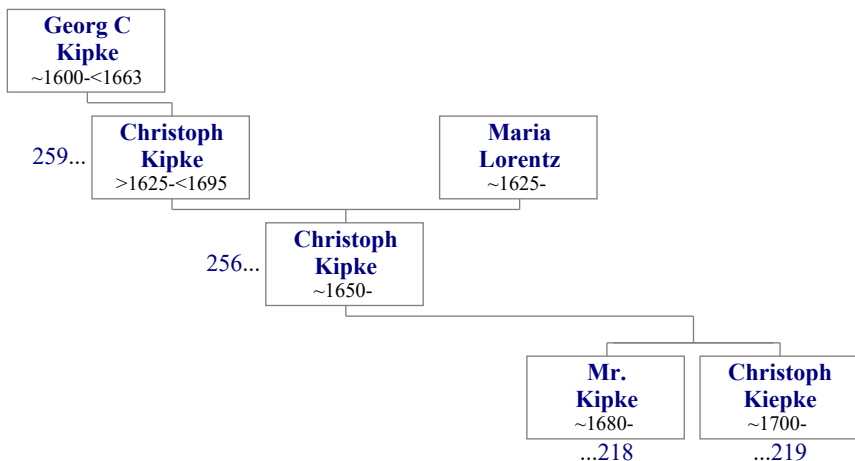 Georg C
Kipke
~1600-<1663
259...
Christoph
Kipke
>1625-<1695
Maria
Lorentz
~1625-
256...
Christoph
Kipke
~1650-
Mr.
Kipke
~1680-
...218
Christoph
Kiepke
~1700-
...219